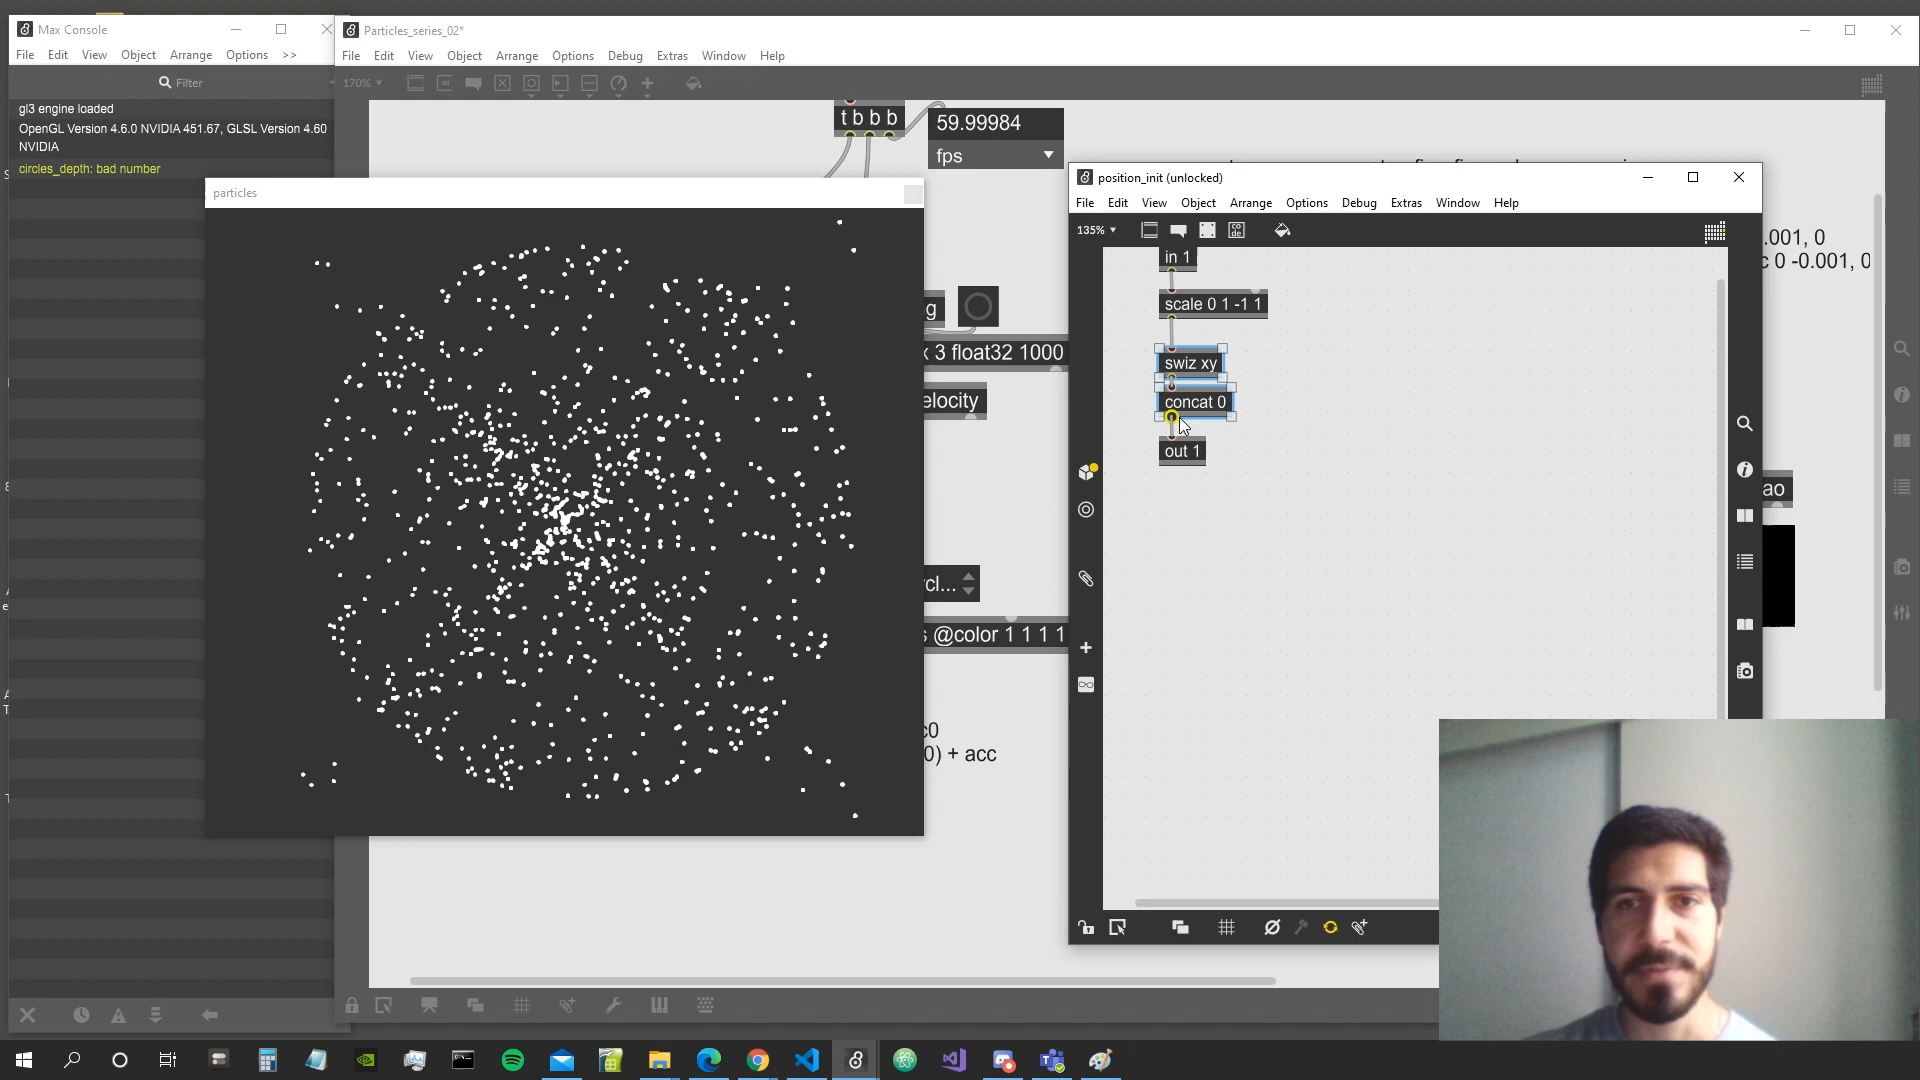 Max Console
File Edit View Object Arrange Options >>
Filter
gl3 engine loaded
OpenGL Version 4.6.0 NVIDIA 451.67, GLSL Version 4.60
NVIDIA
circles_depth: bad number
Particles_series_02*
File Edit View Object Arrange Options Debug Extras Window Help
170%
t b b b
59.99984
fps
particles
g
x 3 float32 1000
elocity
cl...
s @color 1 1 1 1
c0
0) + acc
.001, 0
c 0 -0.001, 0
ao
position_init (unlocked)
File Edit View Object Arrange Options Debug Extras Window Help
135%
in 1
scale 0 1 -1 1
swiz xy
concat 0
out 1